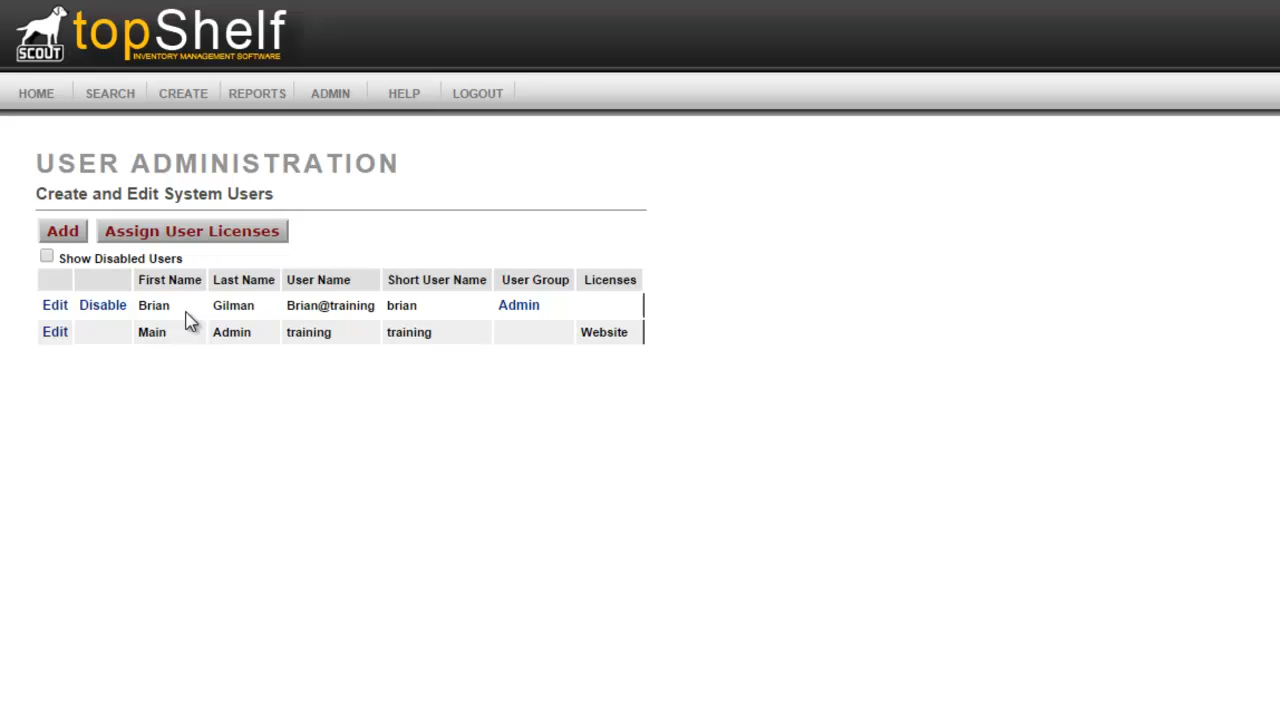 SCOUT
topShelf
INVENTORY MANAGEMENT SOFTWARE
HOME SEARCH CREATE REPORTS ADMIN HELP LOGOUT
USER ADMINISTRATION
Create and Edit System Users
Add Assign User Licenses
Show Disabled Users
First Name Last Name User Name Short User Name User Group Licenses
Edit Disable Brian Gilman Brian@training brian Admin
Edit Main Admin training training Website